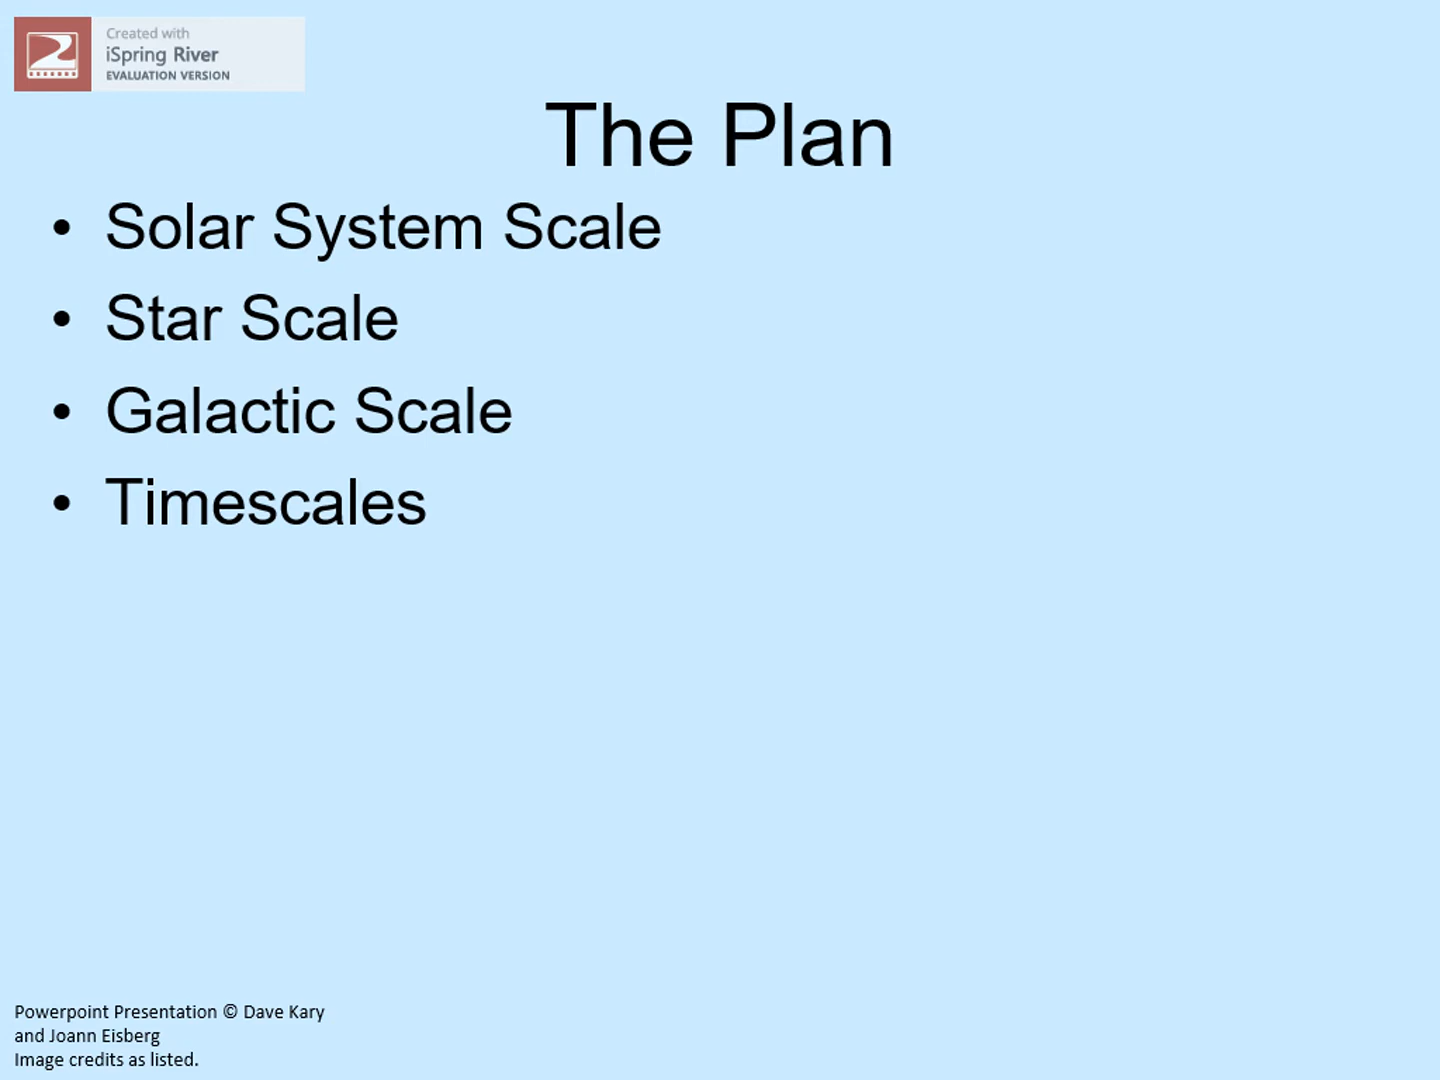 Created with
iSpring River
EVALUATION VERSION
The Plan
• Solar System Scale
• Star Scale
• Galactic Scale
• Timescales
Powerpoint Presentation © Dave Kary
and Joann Eisberg
Image credits as listed.